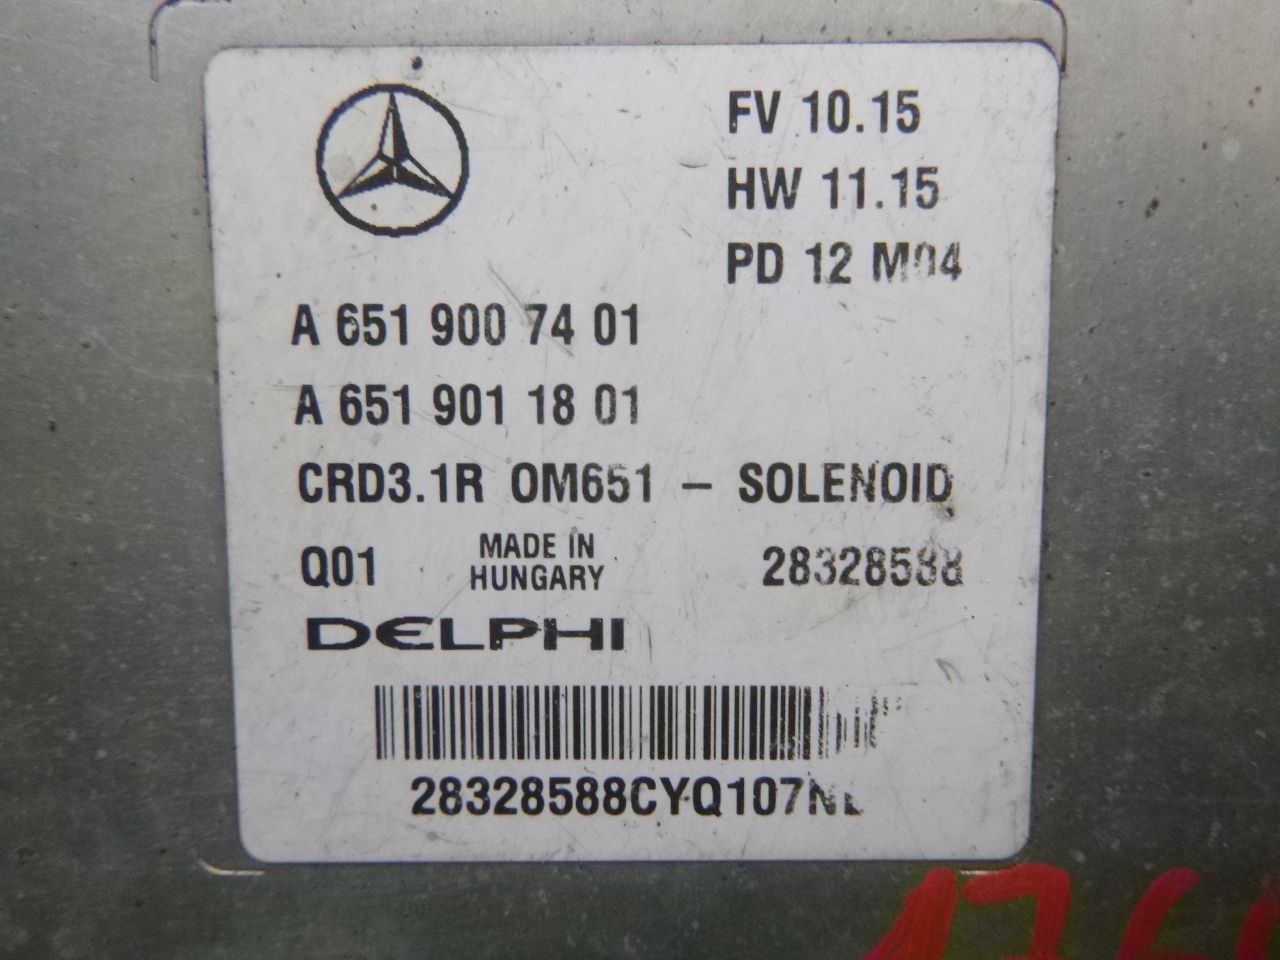 FV 10.15
HW 11.15
PD 12 M04
A 651 900 74 01
A 651 901 18 01
CRD3.1R OM651 – SOLENOID
Q01
MADE IN
HUNGARY
28328588
DELPHI